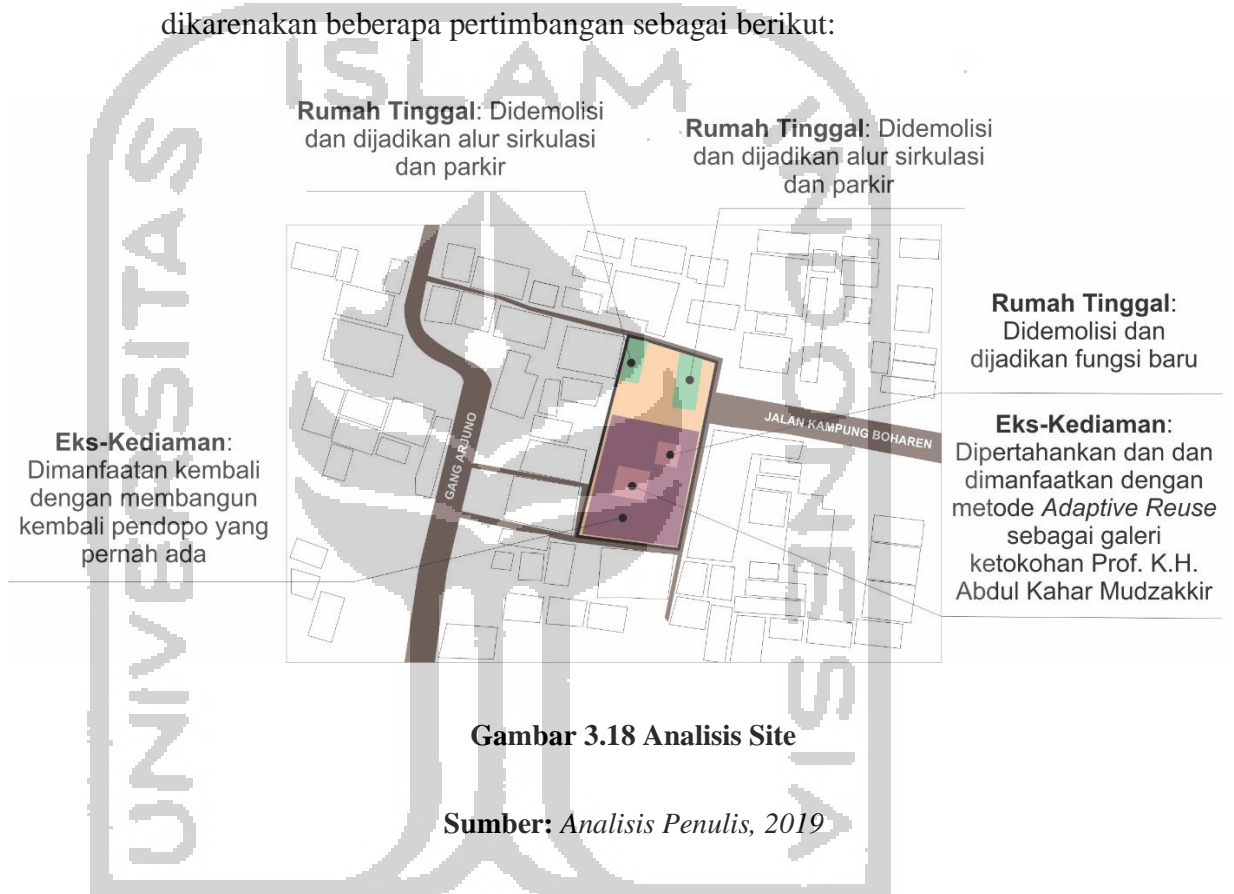 dikarenakan beberapa pertimbangan sebagai berikut:
ISLAM
UNIVERSITAS
Rumah Tinggal: Didemolisi
dan dijadikan alur sirkulasi
dan parkir
Rumah Tinggal: Didemolisi
dan dijadikan alur sirkulasi
dan parkir
Rumah Tinggal:
Didemolisi dan
dijadikan fungsi baru
Eks-Kediaman:
Dipertahankan dan dan
dimanfaatkan dengan
metode Adaptive Reuse
sebagai galeri
ketokohan Prof. K.H.
Abdul Kahar Mudzakkir
Eks-Kediaman:
Dimanfaatan kembali
dengan membangun
kembali pendopo yang
pernah ada
GANG ARJUNO
JALAN KAMPUNG BOHAREN
INDONESIA
Gambar 3.18 Analisis Site
Sumber: Analisis Penulis, 2019